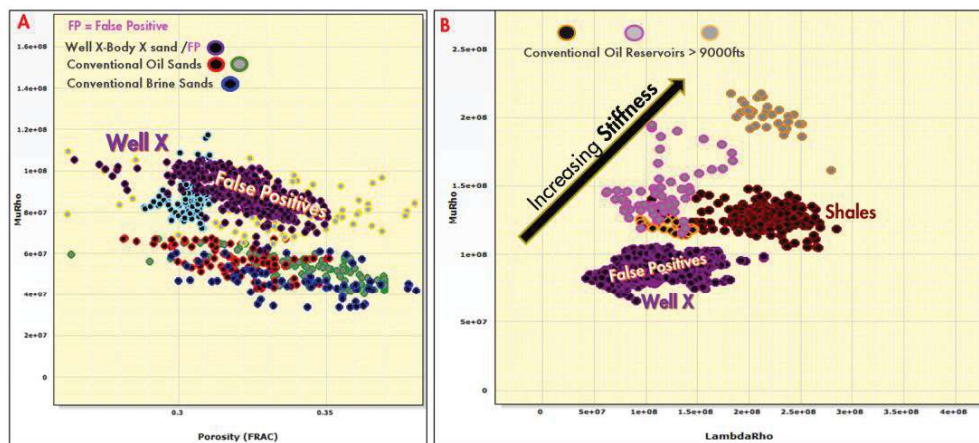 A
FP = False Positive
Well X-Body X sand /FP
Conventional Oil Sands
Conventional Brine Sands
1.6e+08
1.4e+08
1.2e+08
1e+08
8e+07
6e+07
4e+07
2e+07
0
MuRho
Well X
False Positives
0.3
0.35
Porosity (FRAC)
B
Conventional Oil Reservoirs > 9000fts
2.5e+08
2e+08
1.5e+08
1e+08
5e+07
0
MuRho
Increasing Stiffness
Shales
False Positives
Well X
0
5e+07
1e+08
1.5e+08
2e+08
2.5e+08
3e+08
3.5e+08
4e+08
LambdaRho